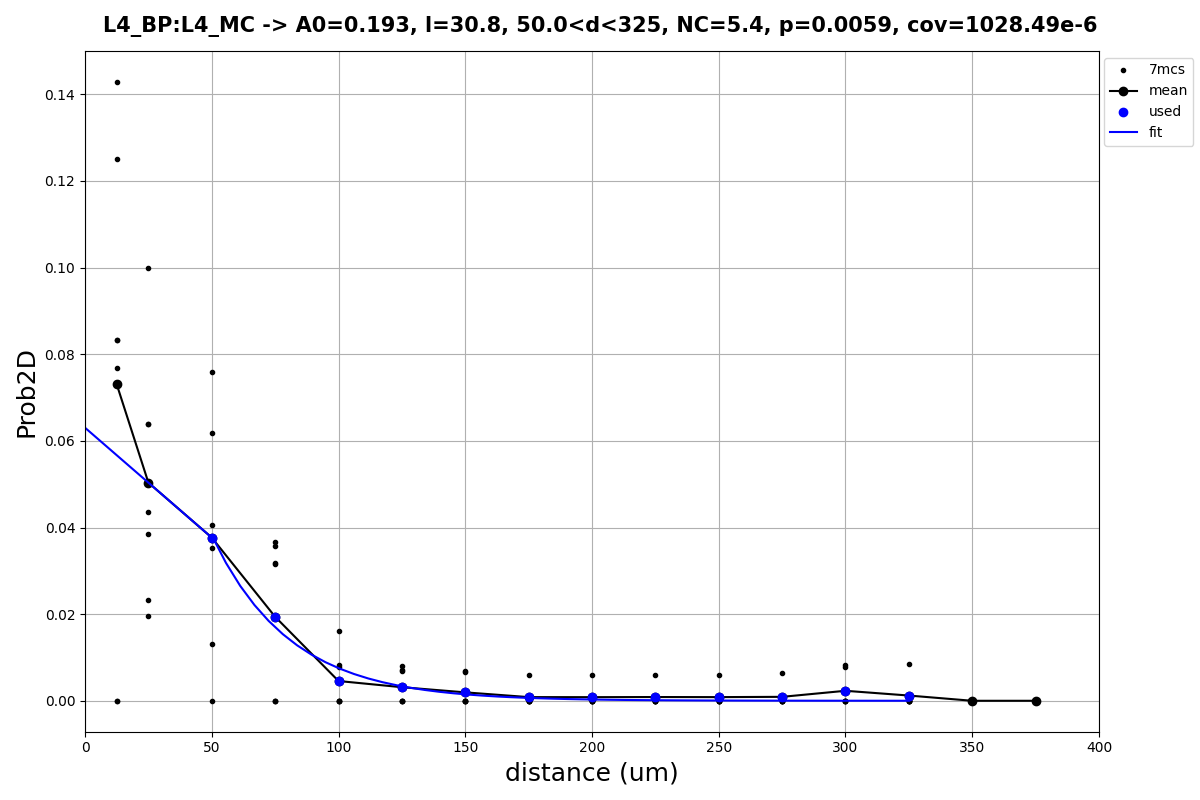 L4_BP:L4_MC -> A0=0.193, l=30.8, 50.0<d<325, NC=5.4, p=0.0059, cov=1028.49e-6
7mcs
mean
used
fit
Prob2D
0.14
0.12
0.10
0.08
0.06
0.04
0.02
0.00
0 50 100 150 200 250 300 350 400
distance (um)